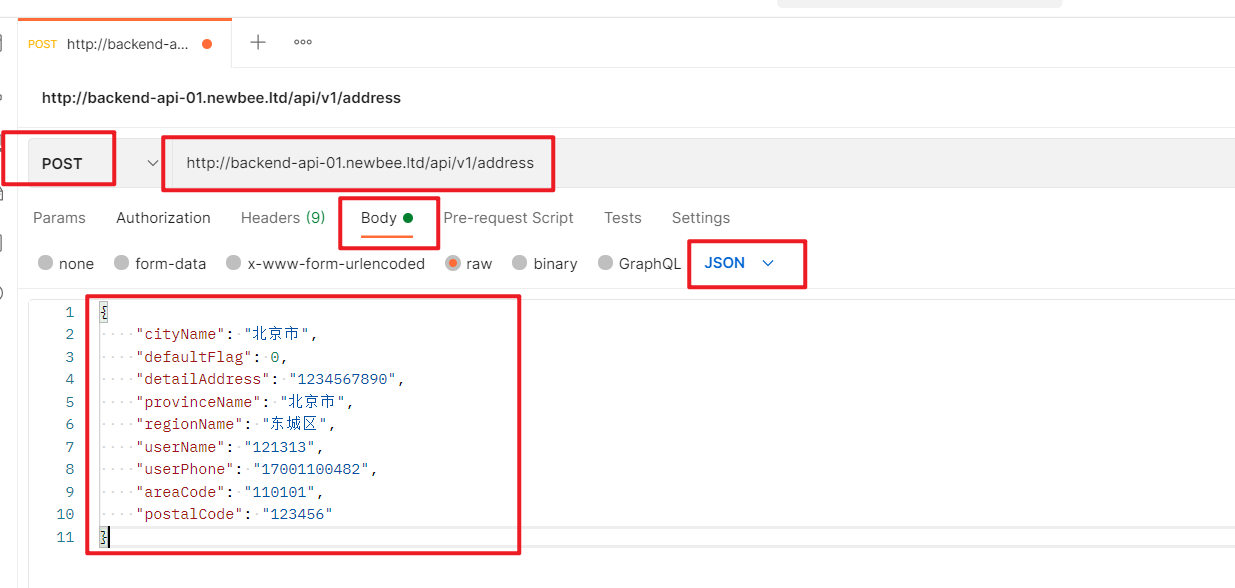 POST http://backend-a...
http://backend-api-01.newbee.ltd/api/v1/address
POST http://backend-api-01.newbee.ltd/api/v1/address
Params Authorization Headers (9) Body Pre-request Script Tests Settings
none form-data x-www-form-urlencoded raw binary GraphQL JSON
1 {
2 "cityName": "北京市",
3 "defaultFlag": 0,
4 "detailAddress": "1234567890",
5 "provinceName": "北京市",
6 "regionName": "东城区",
7 "userName": "121313",
8 "userPhone": "17001100482",
9 "areaCode": "110101",
10 "postalCode": "123456"
11 }